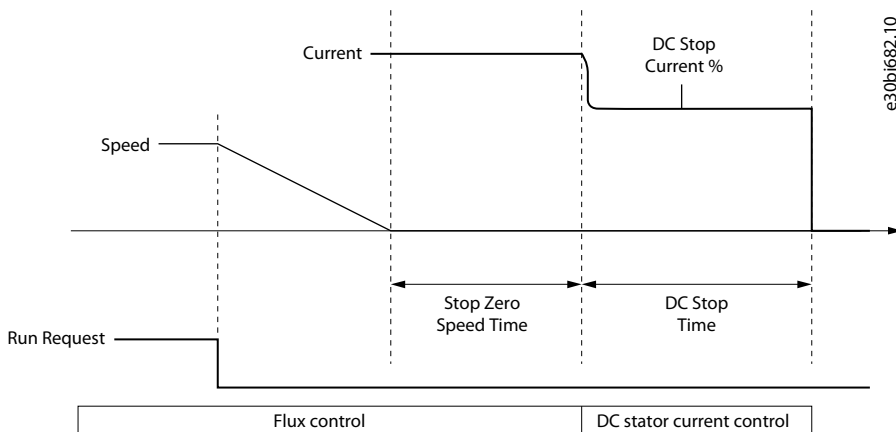 Current
DC Stop
Current %
e30bi682.10
Speed
Stop Zero
Speed Time
DC Stop
Time
Run Request
Flux control
DC stator current control